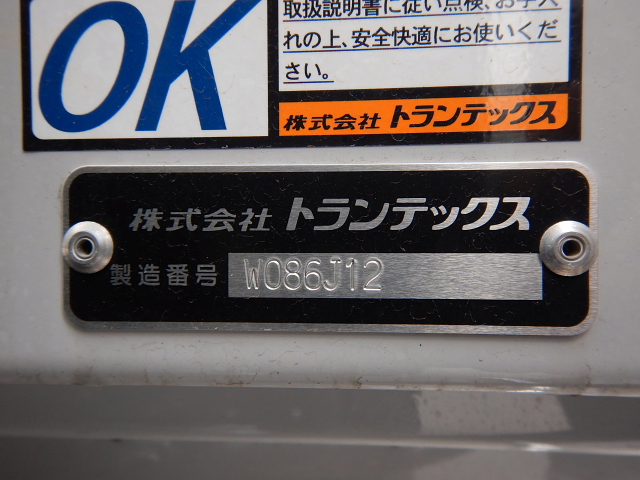 OK
取扱説明書に従い点検、お手入
れの上、安全快適にお使いくだ
さい。
株式会社 トランテックス
株式会社 トランテックス
製造番号 W086J12